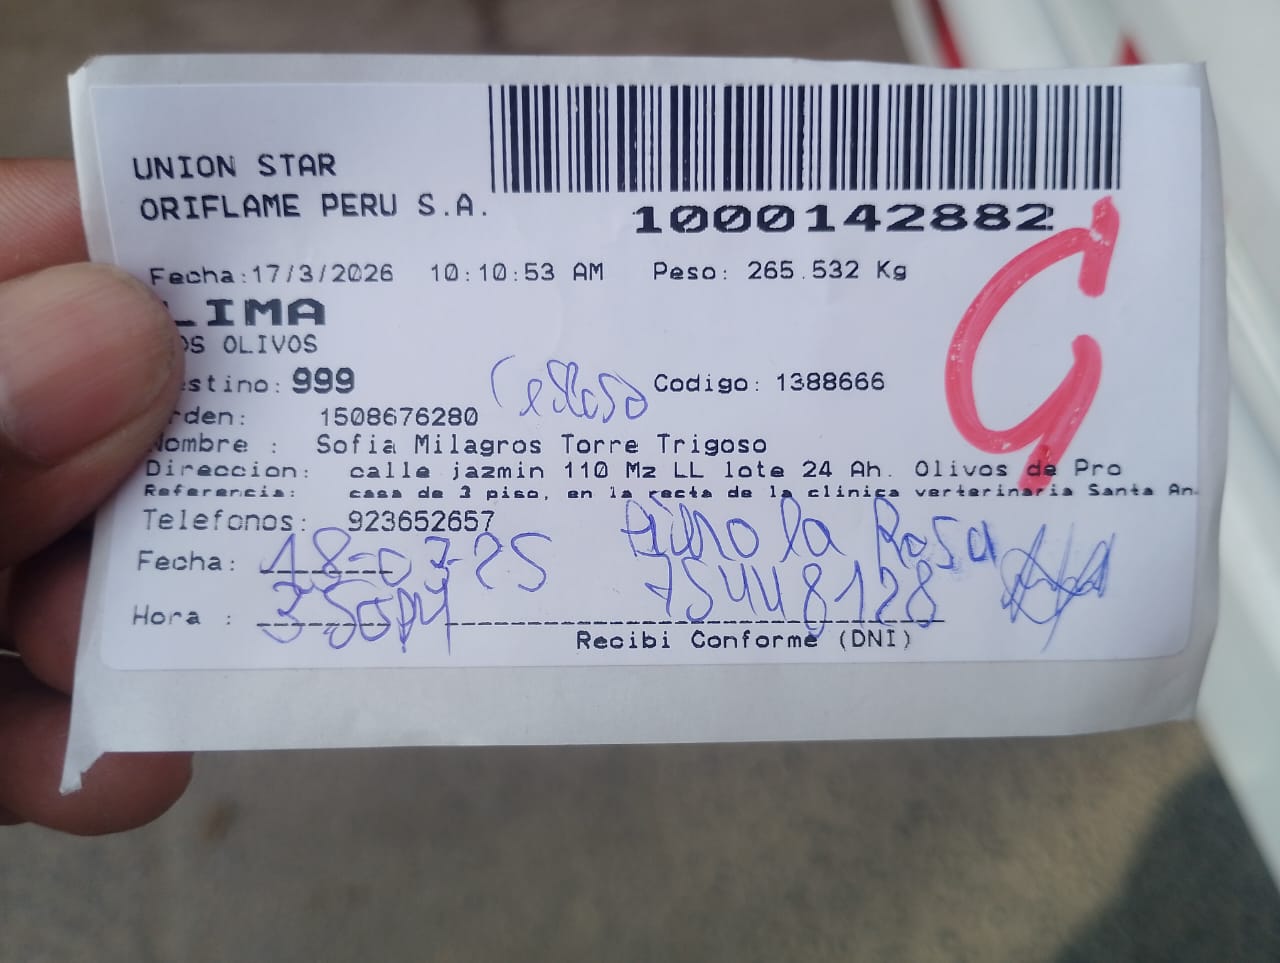 UNION STAR
ORIFLAME PERU S.A.
1000142882
Fecha:17/3/2026 10:10:53 AM Peso: 265.532 Kg
LIMA
OS OLIVOS
estino: 999 Codigo: 1388666
rden: 1508676280
Nombre : Sofia Milagros Torre Trigoso
Direccion: calle jazmin 110 Mz LL lote 24 Ah. Olivos de Pro
Referencia: casa de 3 piso, en la recta de la clinica verterinaria Santa An
Telefonos: 923652657
la Rosa
Fecha: 18-03-25
75448128
Hora : 3:50PM
Recibi Conforme (DNI)
G